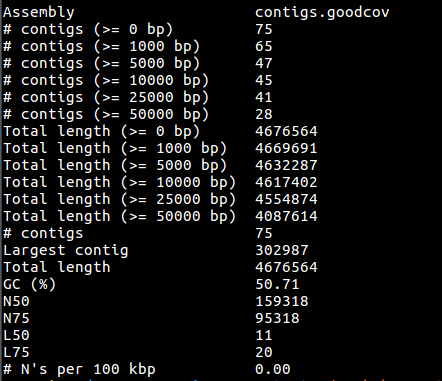 Assembly contigs.goodcov
# contigs (>= 0 bp) 75
# contigs (>= 1000 bp) 65
# contigs (>= 5000 bp) 47
# contigs (>= 10000 bp) 45
# contigs (>= 25000 bp) 41
# contigs (>= 50000 bp) 28
Total length (>= 0 bp) 4676564
Total length (>= 1000 bp) 4669691
Total length (>= 5000 bp) 4632287
Total length (>= 10000 bp) 4617402
Total length (>= 25000 bp) 4554874
Total length (>= 50000 bp) 4087614
# contigs 75
Largest contig 302987
Total length 4676564
GC (%) 50.71
N50 159318
N75 95318
L50 11
L75 20
# N's per 100 kbp 0.00